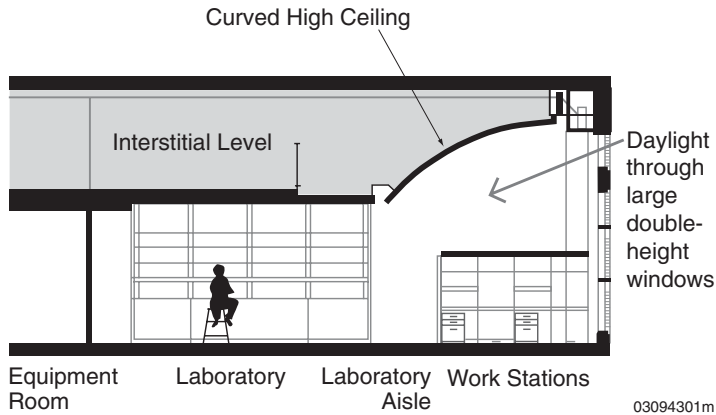 Curved High Ceiling
Interstitial Level
Daylight
through
large
double-
height
windows
Equipment
Room
Laboratory
Laboratory
Aisle
Work Stations
03094301m